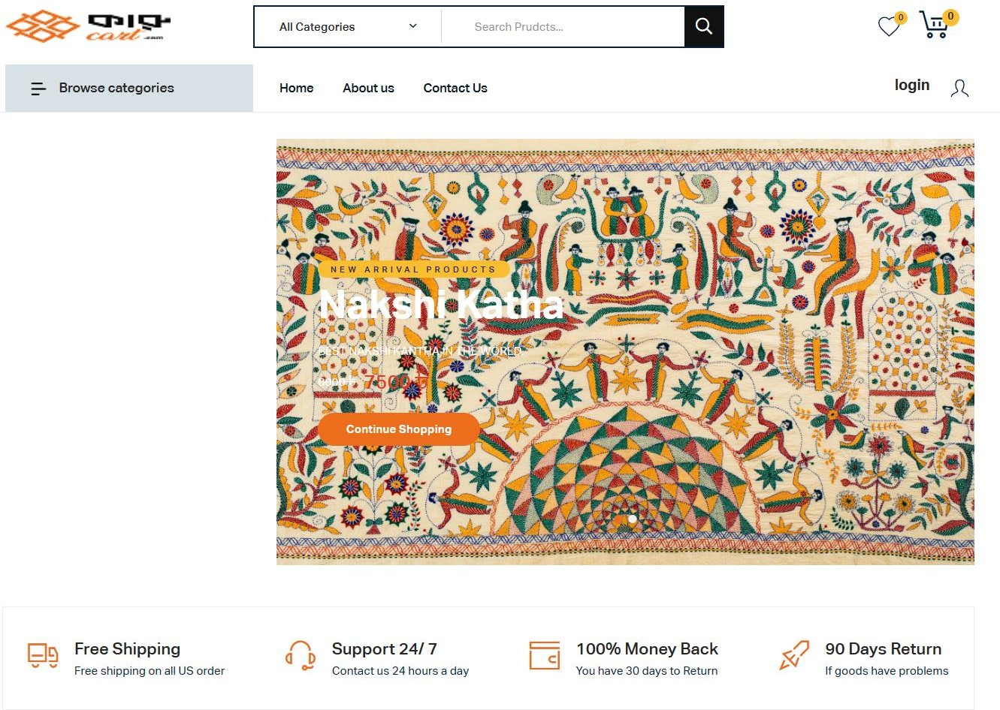 কারু
cart .com
All Categories
Search Prudcts...
0
0
Browse categories
Home
About us
Contact Us
login
NEW ARRIVAL PRODUCTS
Nakshi Katha
BEST NAKSHI KANTHA IN THE WORLD.
7500 ৳
Continue Shopping
Free Shipping
Free shipping on all US order
Support 24/ 7
Contact us 24 hours a day
100% Money Back
You have 30 days to Return
90 Days Return
If goods have problems